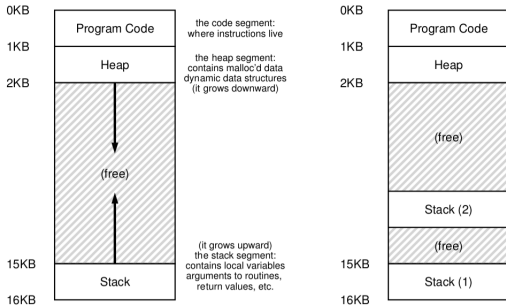 0KB
Program Code
the code segment:
where instructions live
1KB
Heap
the heap segment:
contains malloc'd data
dynamic data structures
(it grows downward)
2KB
(free)
(it grows upward)
the stack segment:
contains local variables
arguments to routines,
return values, etc.
15KB
Stack
16KB
0KB
Program Code
1KB
Heap
2KB
(free)
Stack (2)
(free)
15KB
Stack (1)
16KB